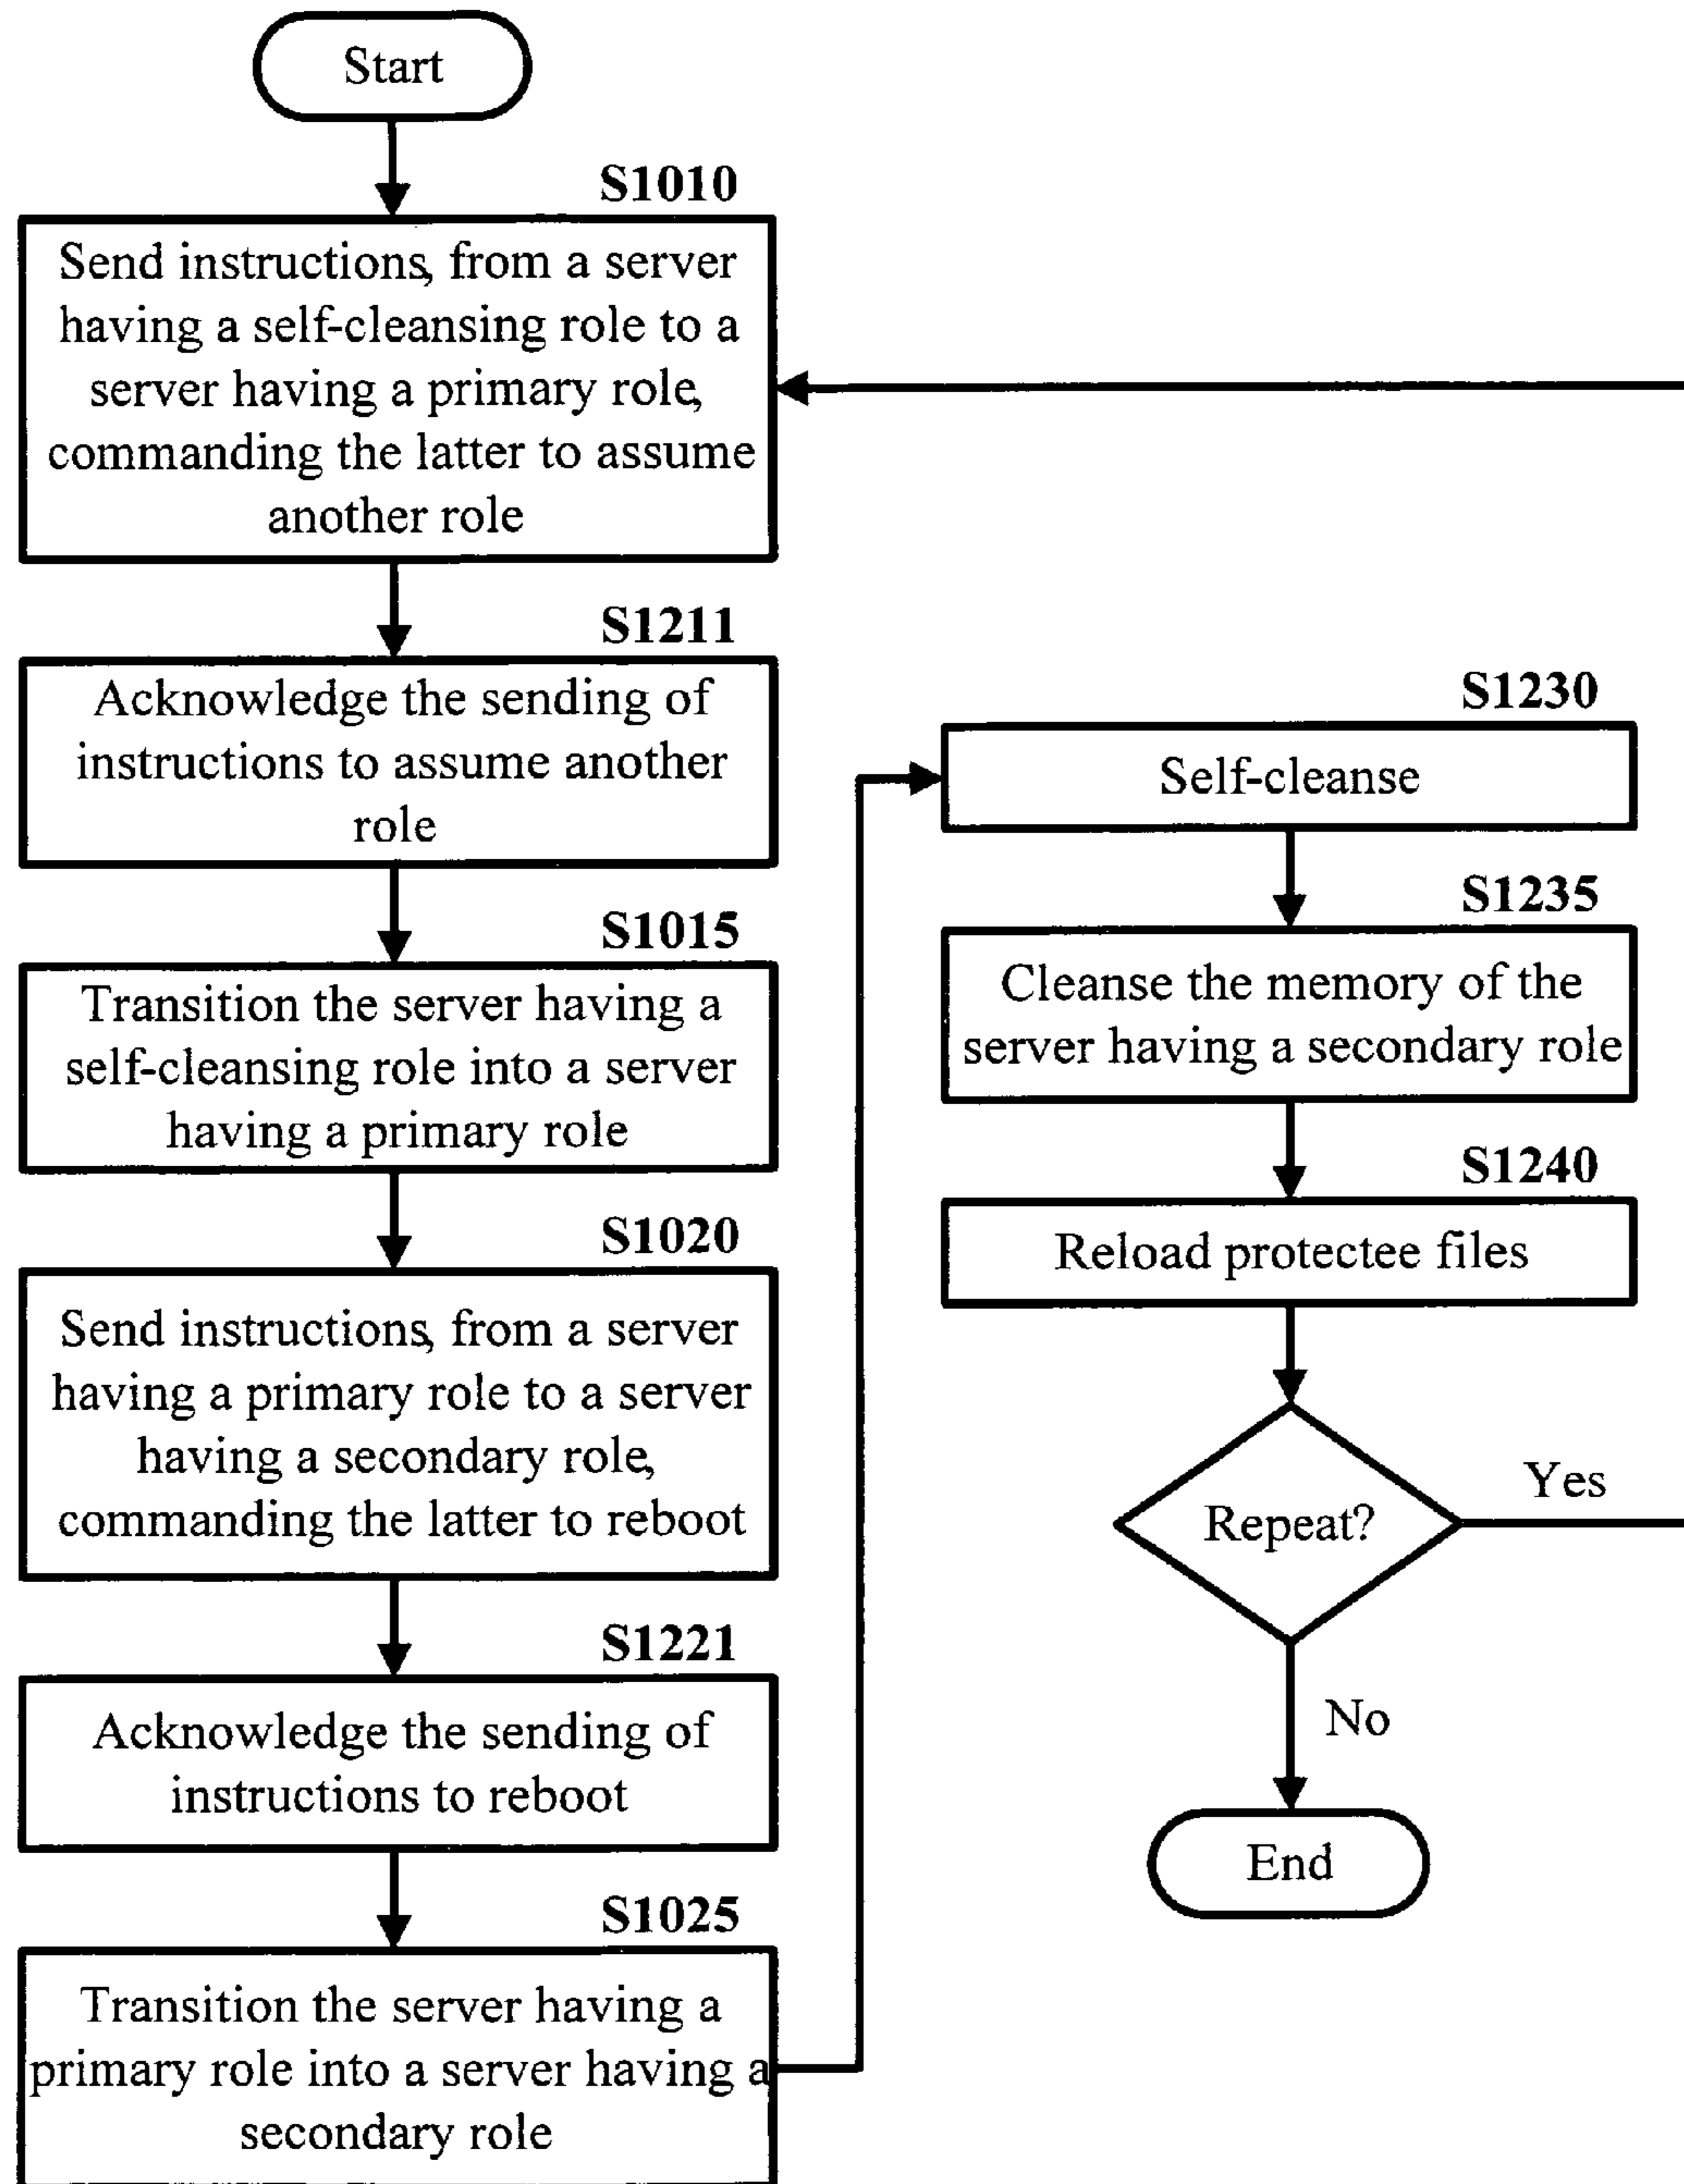 Start
S1010
Send instructions, from a server
having a self-cleansing role to a
server having a primary role,
commanding the latter to assume
another role
S1211
Acknowledge the sending of
instructions to assume another
role
S1015
Transition the server having a
self-cleansing role into a server
having a primary role
S1020
Send instructions, from a server
having a primary role to a server
having a secondary role,
commanding the latter to reboot
S1221
Acknowledge the sending of
instructions to reboot
S1025
Transition the server having a
primary role into a server having a
secondary role
S1230
Self-cleanse
S1235
Cleanse the memory of the
server having a secondary role
S1240
Reload protectee files
Repeat?
Yes
No
End